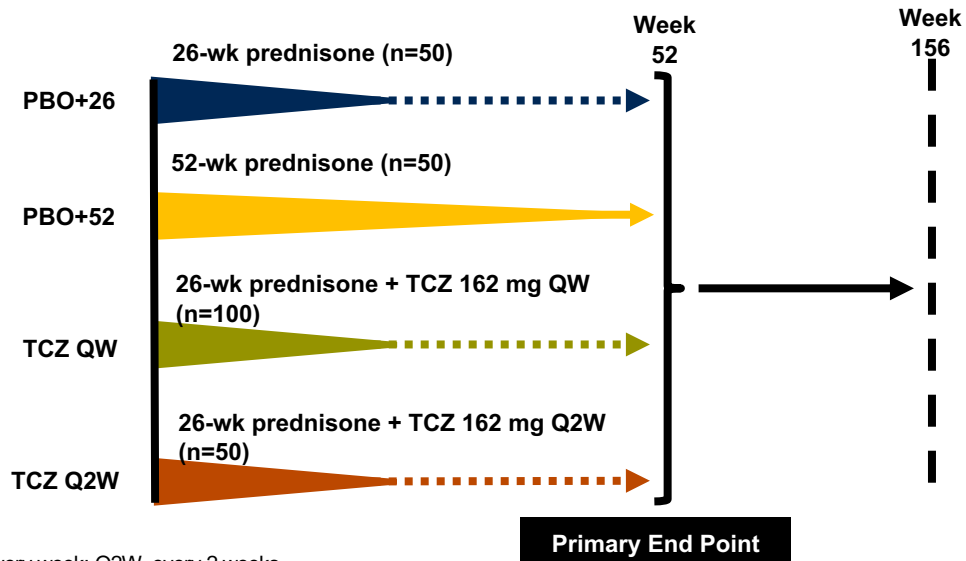 Week
52
Week
156
26-wk prednisone (n=50)
PBO+26
52-wk prednisone (n=50)
PBO+52
26-wk prednisone + TCZ 162 mg QW
(n=100)
TCZ QW
26-wk prednisone + TCZ 162 mg Q2W
(n=50)
TCZ Q2W
Primary End Point